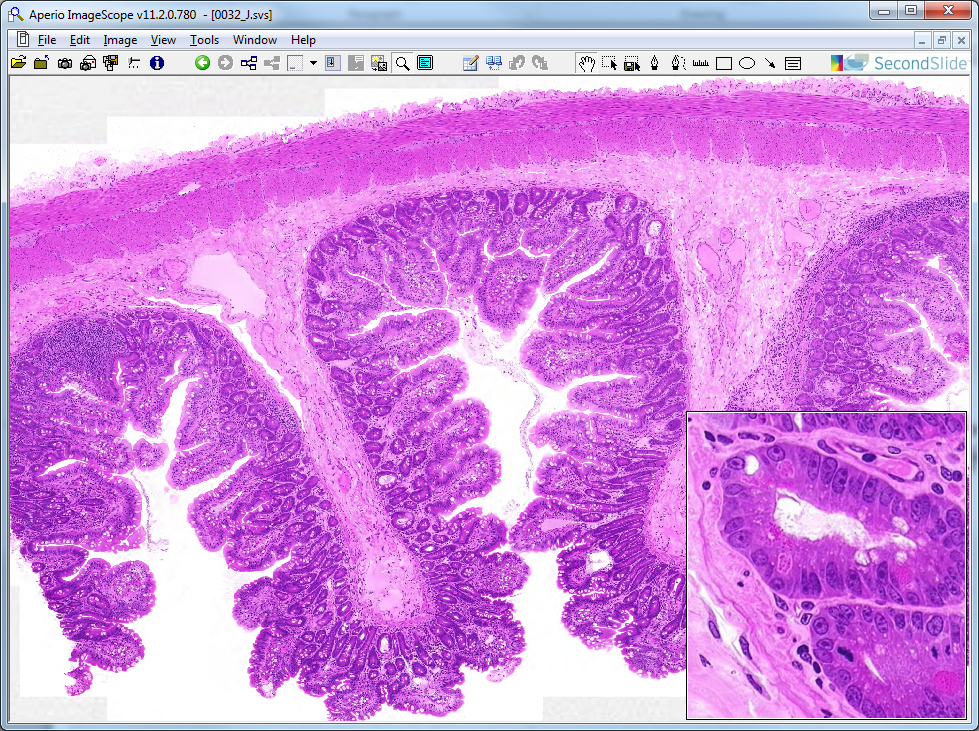 Aperio ImageScope v11.2.0.780 - [0032_J.svs]
File Edit Image View Tools Window Help
SecondSlide